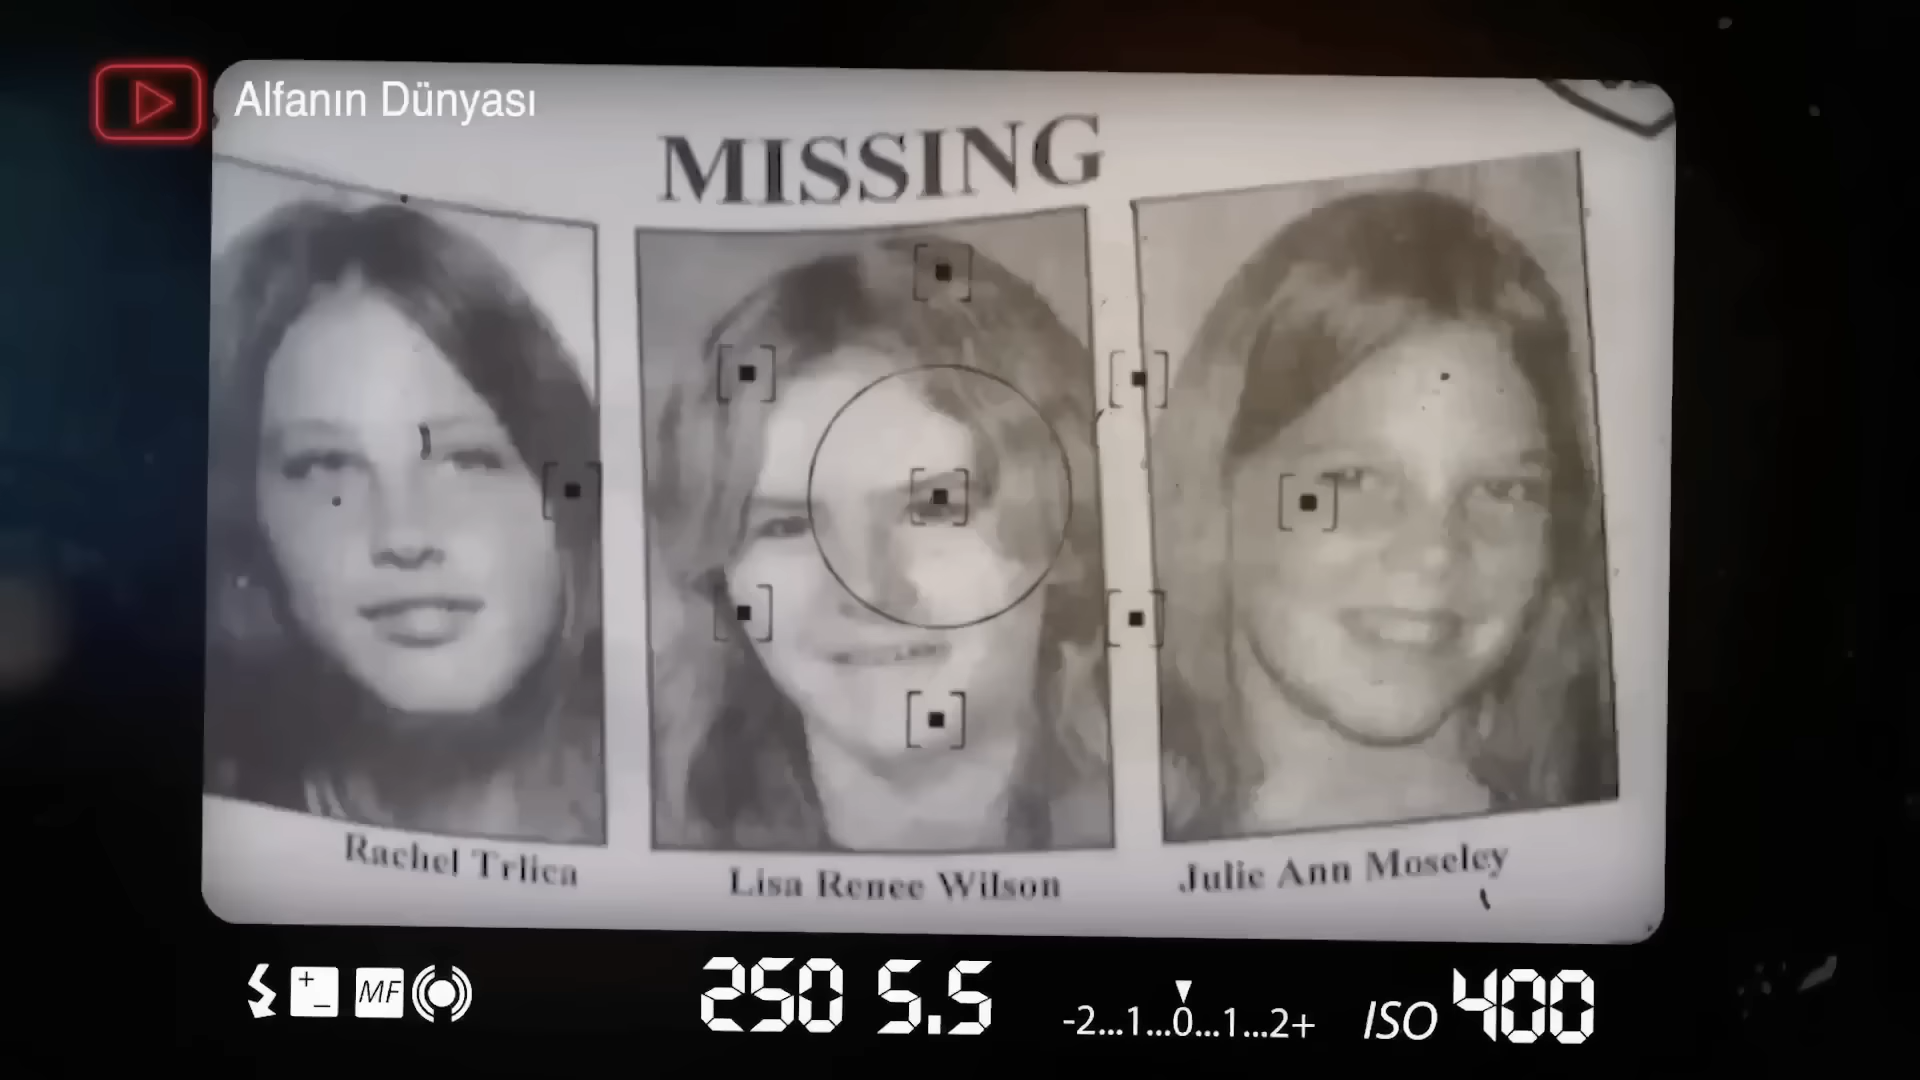 Alfanın Dünyası
MISSING
Rachel Trlica
Lisa Renee Wilson
Julie Ann Moseley
MF
250 5.5
-2...1...0...1...2+
ISO 400